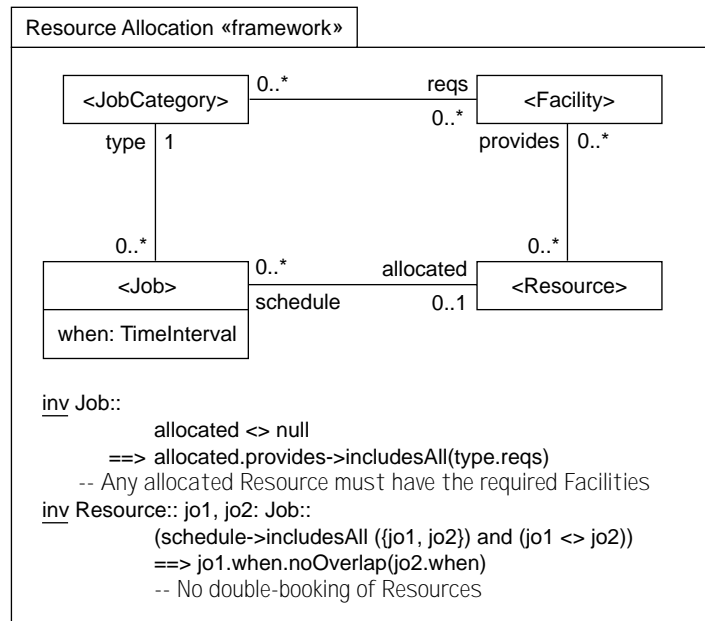 Resource Allocation «framework»
<JobCategory>
0..*
reqs
0..*
<Facility>
type 1
provides 0..*
0..*
0..*
<Job>
when: TimeInterval
0..*
schedule
allocated
0..1
<Resource>
inv Job::
allocated <> null
==> allocated.provides->includesAll(type.reqs)
-- Any allocated Resource must have the required Facilities
inv Resource:: jo1, jo2: Job::
(schedule->includesAll ({jo1, jo2}) and (jo1 <> jo2))
==> jo1.when.noOverlap(jo2.when)
-- No double-booking of Resources